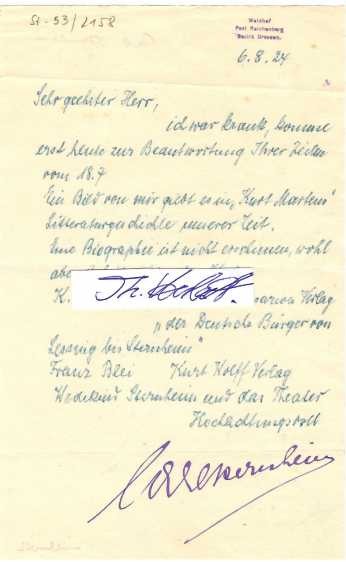 St-53/2158
Waldhof
Post Reichenberg
Bezirk Dresden.
6.8.24
Sehr geehrter Herr,
ich war krank, komme
erst heute zur Beantwortung Ihrer Zeilen
vom 18.7
Ein Bild von mir giebt es in "Kurt Martens"
Litteraturgeschichte unserer Zeit.
Eine Biographie ist nicht erschienen, wohl
aber
K. Verlag
"der Deutsche Bürger von
Lessing bis Sternheim"
Franz Blei Kurt Wolff Verlag
Wedekind Sternheim und das Theater
Hochachtungsvoll
Sternheim